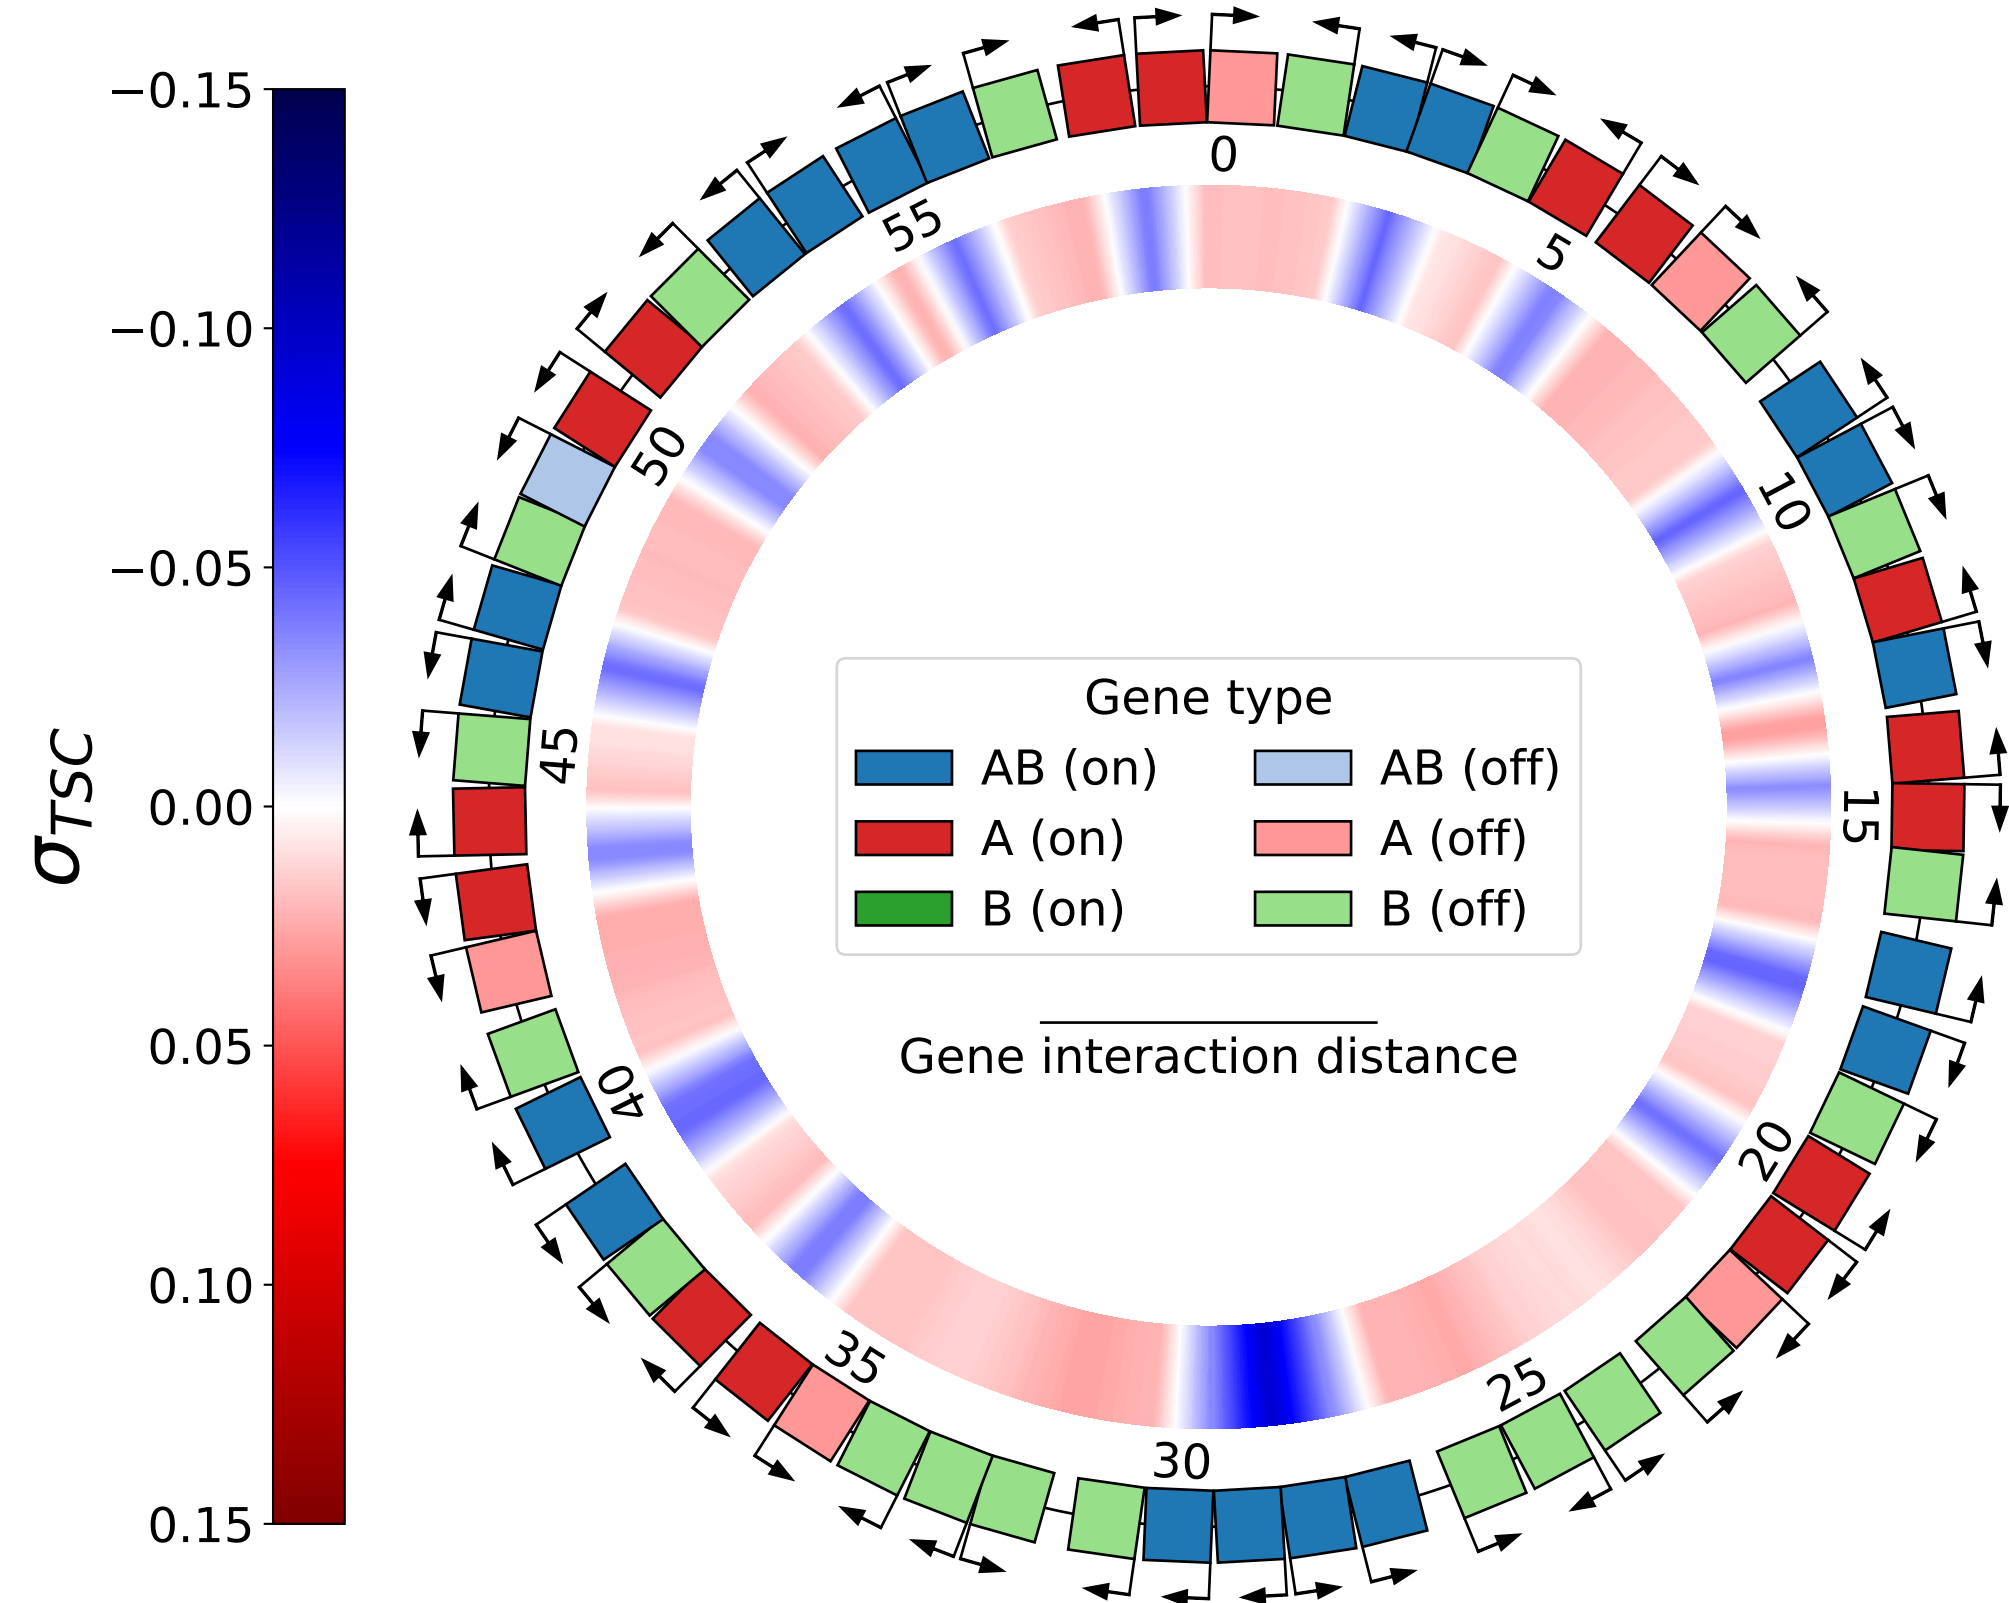 −0.15
−0.10
−0.05
0.00
0.05
0.10
0.15
σTSC
0
5
10
15
20
25
30
35
40
45
50
55
Gene type
AB (on)
AB (off)
A (on)
A (off)
B (on)
B (off)
Gene interaction distance